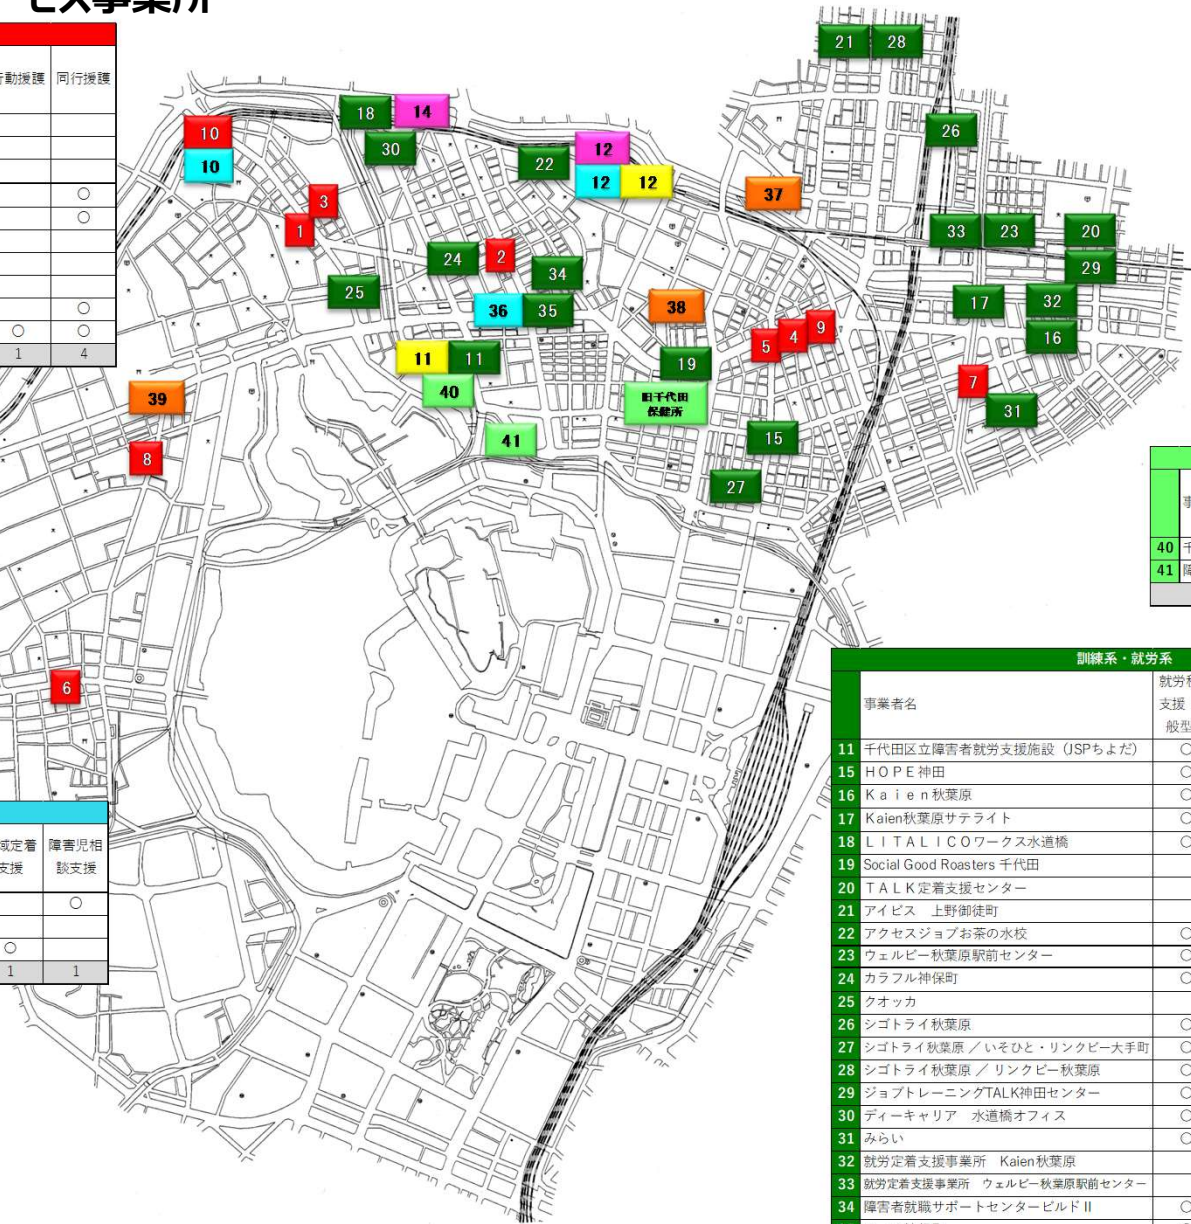 ビス事業所
行動援護 同行援護
○
○
○
○ ○
1 4
21 28
18 14
10
30
12
26
10
22
12 12
37
3
1
33 23 20
24 2 34
29
25
36 35
38
17 32
9
4
5
16
11 11
19
7
39
40
旧千代田
保健所
31
41
15
8
27
6
40 千
41 障
域定着 障害児相
支援 談支援
○
○
1 1
訓練系・就労系
事業者名
就労移
支援
般型
11 千代田区立障害者就労支援施設（JSPちよだ） ○
15 ＨＯＰＥ神田 ○
16 Ｋａｉｅｎ秋葉原 ○
17 Kaien秋葉原サテライト ○
18 ＬＩＴＡＬＩＣＯワークス水道橋 ○
19 Social Good Roasters 千代田
20 ＴＡＬＫ定着支援センター
21 アイビス　上野御徒町
22 アクセスジョブお茶の水校 ○
23 ウェルビー秋葉原駅前センター ○
24 カラフル神保町 ○
25 クオッカ
26 シゴトライ秋葉原 ○
27 シゴトライ秋葉原 ／ いそひと・リンクビー大手町 ○
28 シゴトライ秋葉原 ／ リンクビー秋葉原 ○
29 ジョブトレーニングTALK神田センター ○
30 ディーキャリア　水道橋オフィス ○
31 みらい ○
32 就労定着支援事業所　Kaien秋葉原
33 就労定着支援事業所　ウェルビー秋葉原駅前センター
34 障害者就職サポートセンタービルドⅡ ○